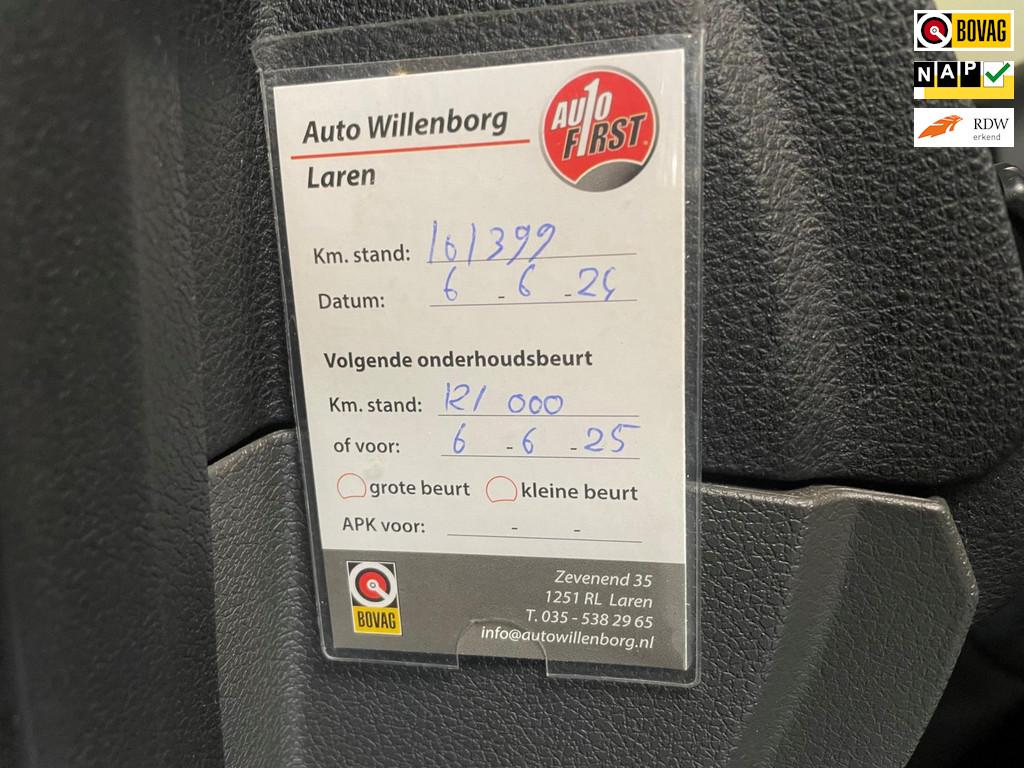 BOVAG
NAP
RDW
erkend
Auto Willenborg
AUTO
FIRST
Laren
Km. stand: 101399
Datum: 6 - 6 - 24
Volgende onderhoudsbeurt
Km. stand: 121 000
of voor: 6 - 6 - 25
grote beurt kleine beurt
APK voor: - -
BOVAG
Zevenend 35
1251 RL Laren
T. 035 - 538 29 65
info@autowillenborg.nl